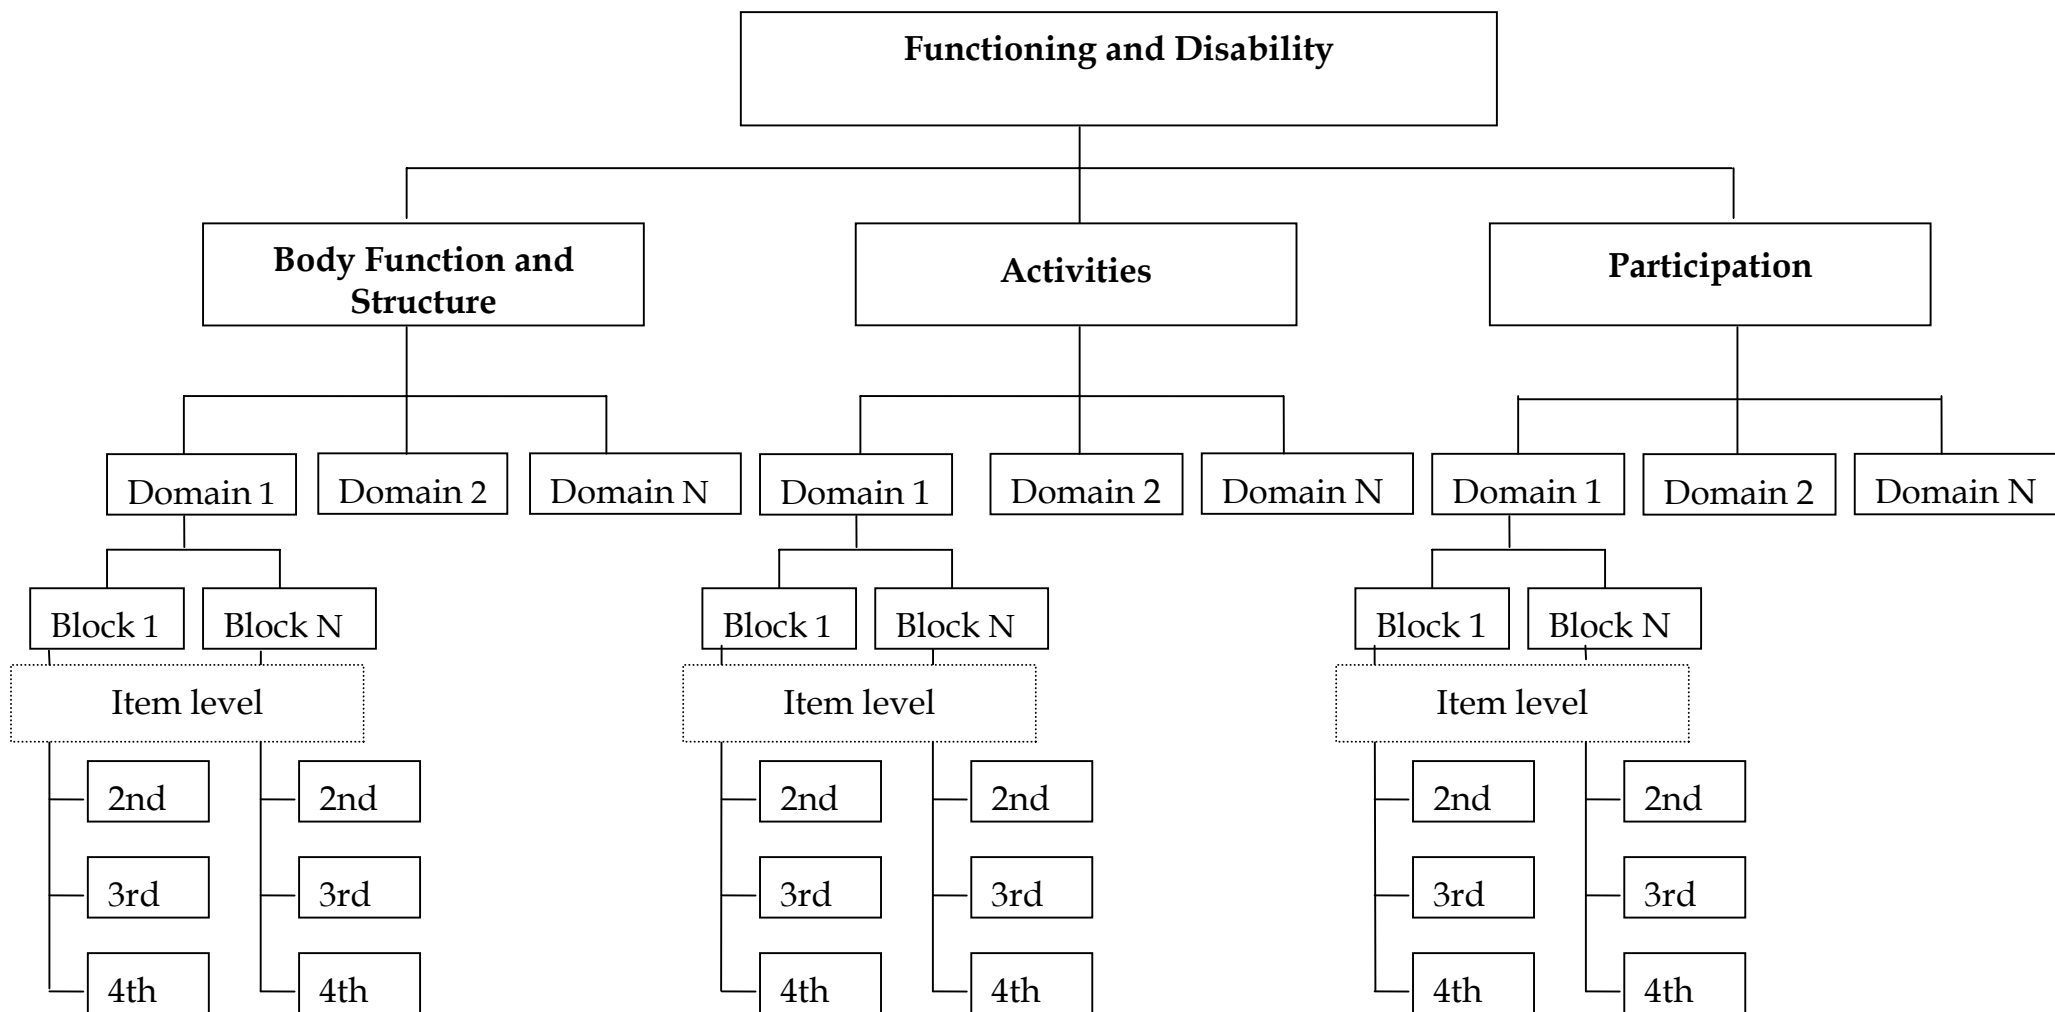 Functioning and Disability
Body Function and
Structure
Activities
Participation
Domain 1
Domain 2
Domain N
Domain 1
Domain 2
Domain N
Domain 1
Domain 2
Domain N
Block 1
Block N
Block 1
Block N
Block 1
Block N
Item level
Item level
Item level
2nd
2nd
2nd
2nd
2nd
2nd
3rd
3rd
3rd
3rd
3rd
3rd
4th
4th
4th
4th
4th
4th